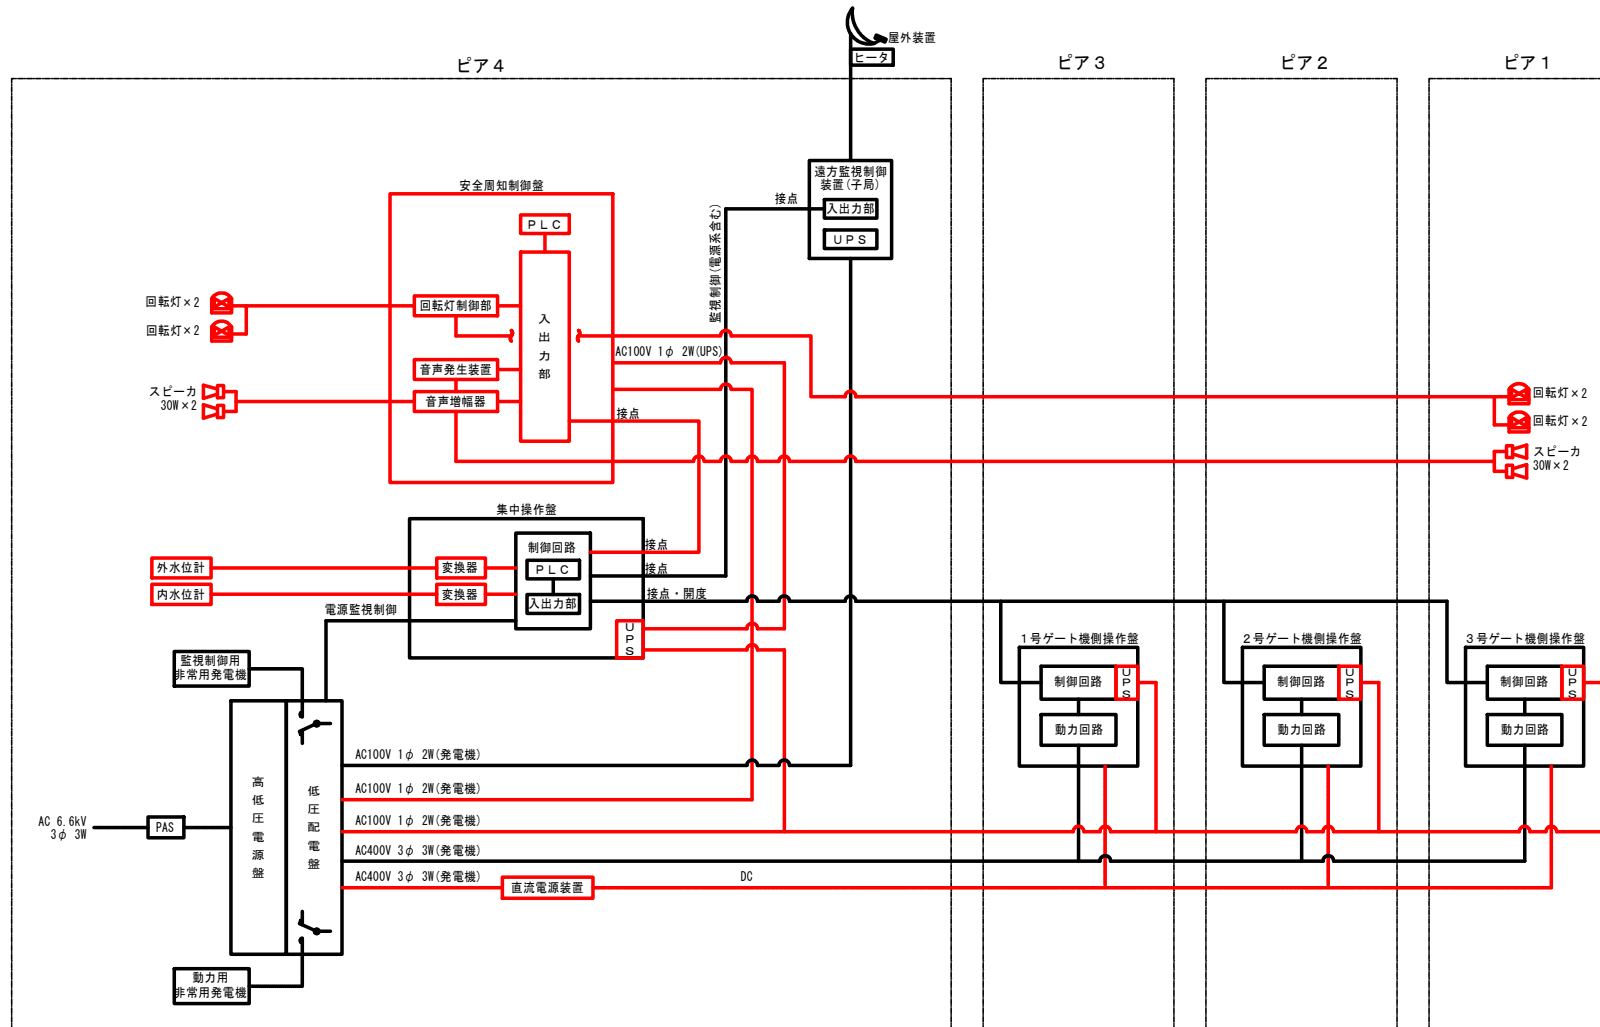 屋外装置
ヒータ
ピア４
ピア３
ピア２
ピア１
遠方監視制御
装置(子局)
入出力部
ＵＰＳ
接点
監視制御(電源系含む)
安全周知制御盤
ＰＬＣ
入出力部
回転灯制御部
音声発生装置
音声増幅器
回転灯×2
回転灯×2
スピーカ
30W×2
AC100V 1φ 2W(UPS)
接点
回転灯×2
回転灯×2
スピーカ
30W×2
集中操作盤
制御回路
ＰＬＣ
入出力部
外水位計
内水位計
変換器
変換器
接点
接点
接点・開度
ＵＰＳ
電源監視制御
監視制御用
非常用発電機
1号ゲート機側操作盤
制御回路
ＵＰＳ
動力回路
2号ゲート機側操作盤
制御回路
ＵＰＳ
動力回路
3号ゲート機側操作盤
制御回路
ＵＰＳ
動力回路
AC 6.6kV
3φ 3W
PAS
高低圧電源盤
低圧配電盤
AC100V 1φ 2W(発電機)
AC100V 1φ 2W(発電機)
AC100V 1φ 2W(発電機)
AC400V 3φ 3W(発電機)
AC400V 3φ 3W(発電機)
直流電源装置
DC
動力用
非常用発電機